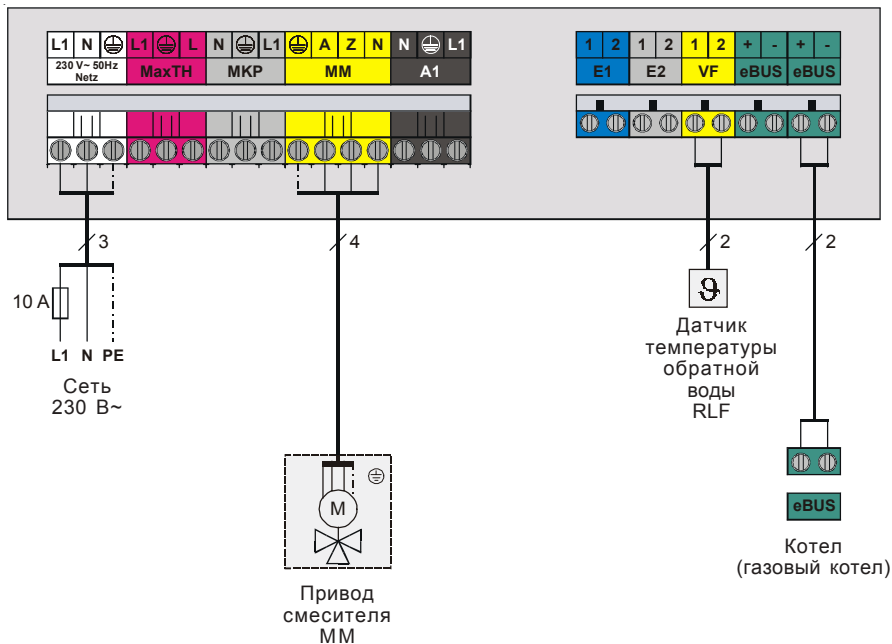 L1 N L1 L N L1 A Z N N L1
230 V~ 50Hz
Netz
MaxTH MKP MM A1
1 2 1 2 1 2 + - + -
E1 E2 VF eBUS eBUS
3
4
2
2
10 A
L1 N PE
Сеть
230 В~
ϑ
Датчик
температуры
обратной
воды
RLF
M
Привод
смесителя
ММ
eBUS
Котел
(газовый котел)